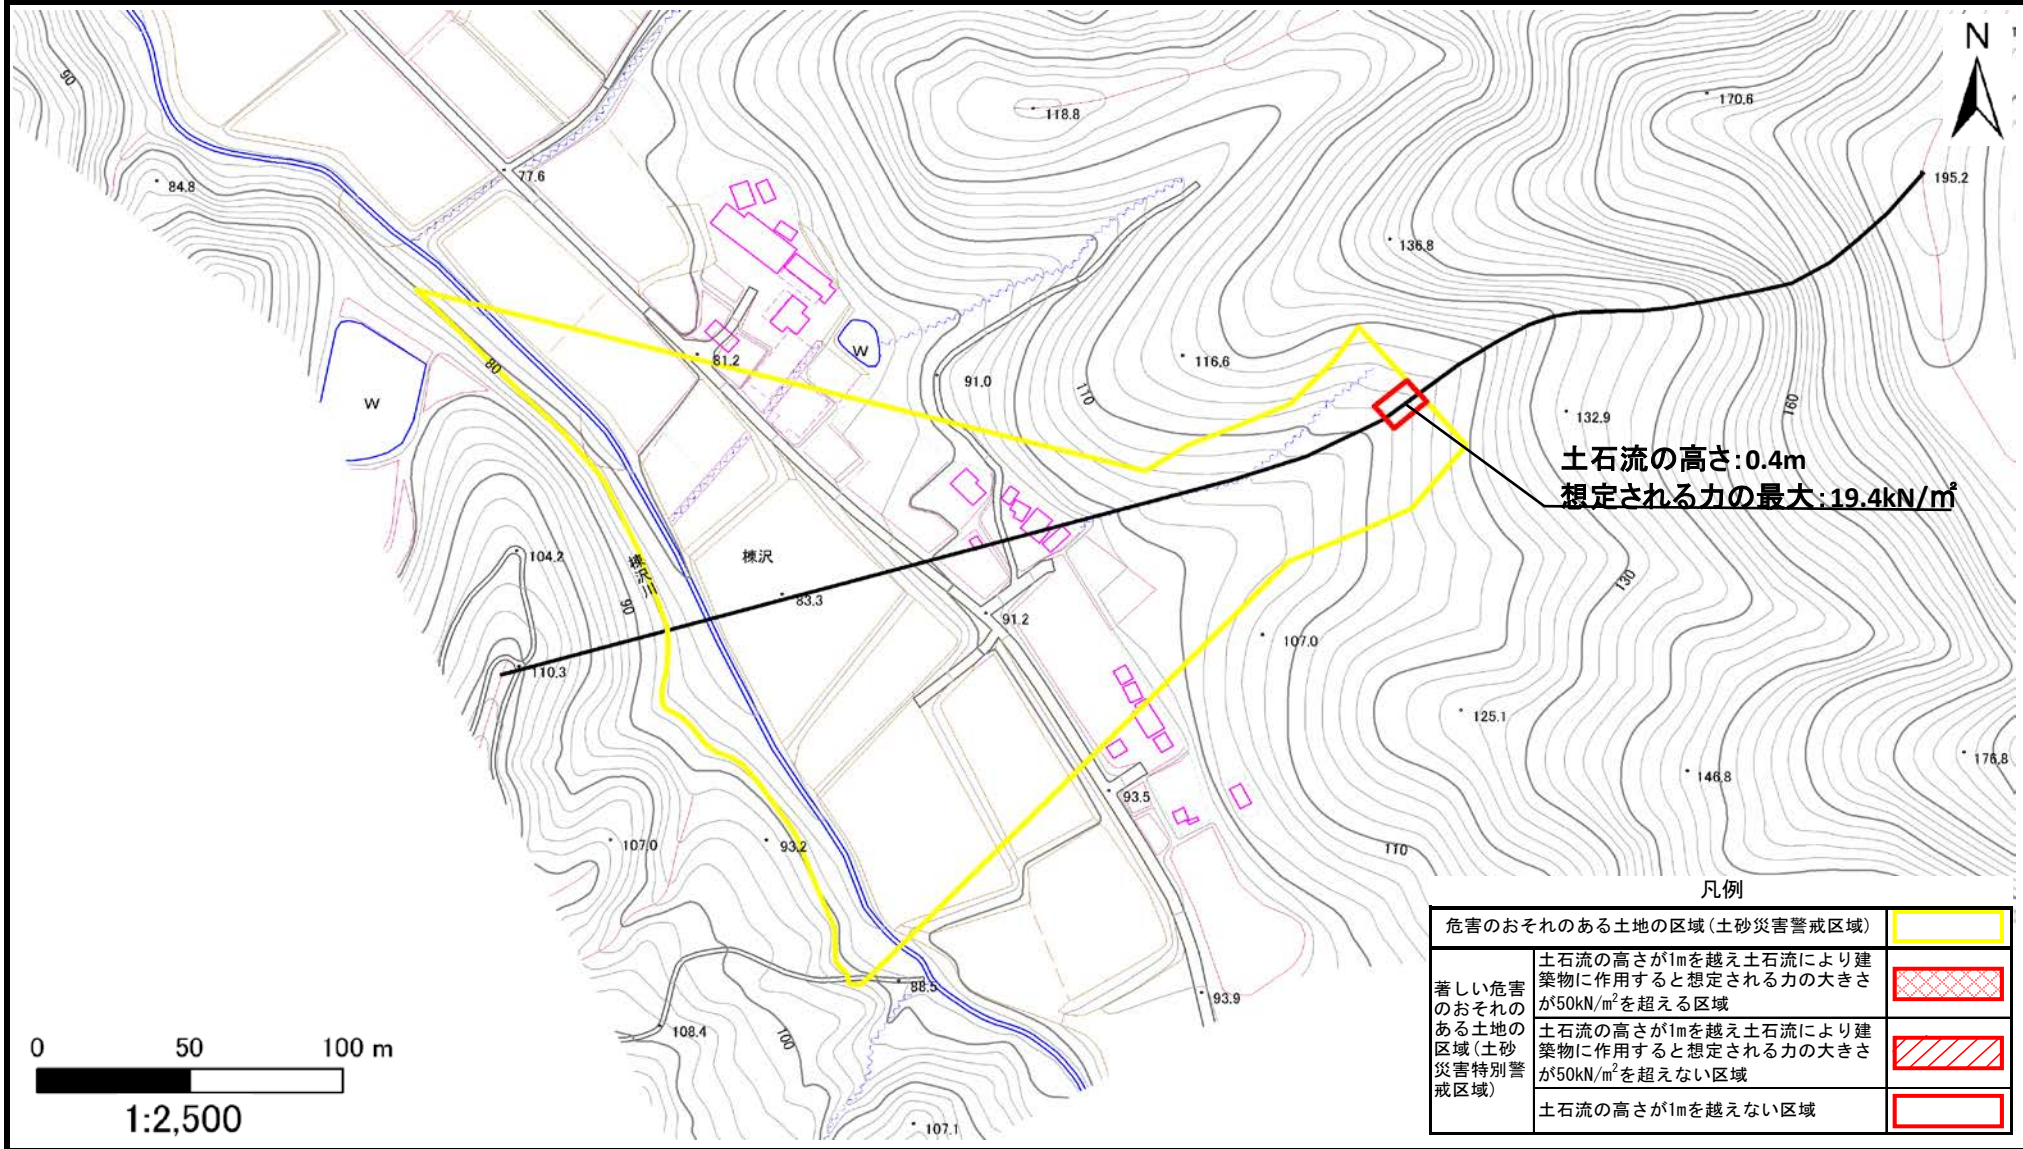 N
90
170.6
118.8
77.6
84.8
195.2
136.8
81.2
W
80
91.0
116.6
110
W
132.9
160
土石流の高さ:0.4m
想定される力の最大:19.4kN/㎡
104.2
棟沢
棟沢川
83.3
90
91.2
130
107.0
110.3
125.1
176.8
146.8
93.5
107.0
93.2
110
凡例
危害のおそれのある土地の区域(土砂災害警戒区域)
著しい危害
のおそれの
ある土地の
区域(土砂
災害特別警
戒区域)
土石流の高さが1mを越え土石流により建
築物に作用すると想定される力の大きさ
が50kN/m²を超える区域
土石流の高さが1mを越え土石流により建
築物に作用すると想定される力の大きさ
が50kN/m²を超えない区域
土石流の高さが1mを越えない区域
88.5
93.9
108.4
100
107.1
0 50 100 m
1:2,500